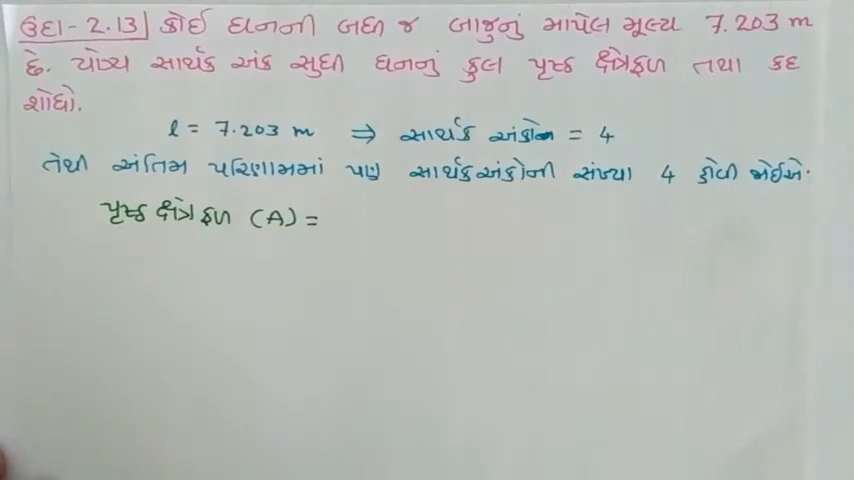 ઉદા-2.13] કોઈ ઘનની બધી જ બાજુનું માપેલ મૂલ્ય 7.203 m
છે. યોગ્ય સાર્થક અંક સુધી ઘનનું કુલ પૃષ્ઠ ક્ષેત્રફળ તથા કદ
શોધો.
l = 7.203 m ⇒ સાર્થક અંકો = 4
તેથી અંતિમ પરિણામમાં પણ સાર્થક અંકોની સંખ્યા 4 હોવી જોઈએ.
પૃષ્ઠ ક્ષેત્રફળ (A) =